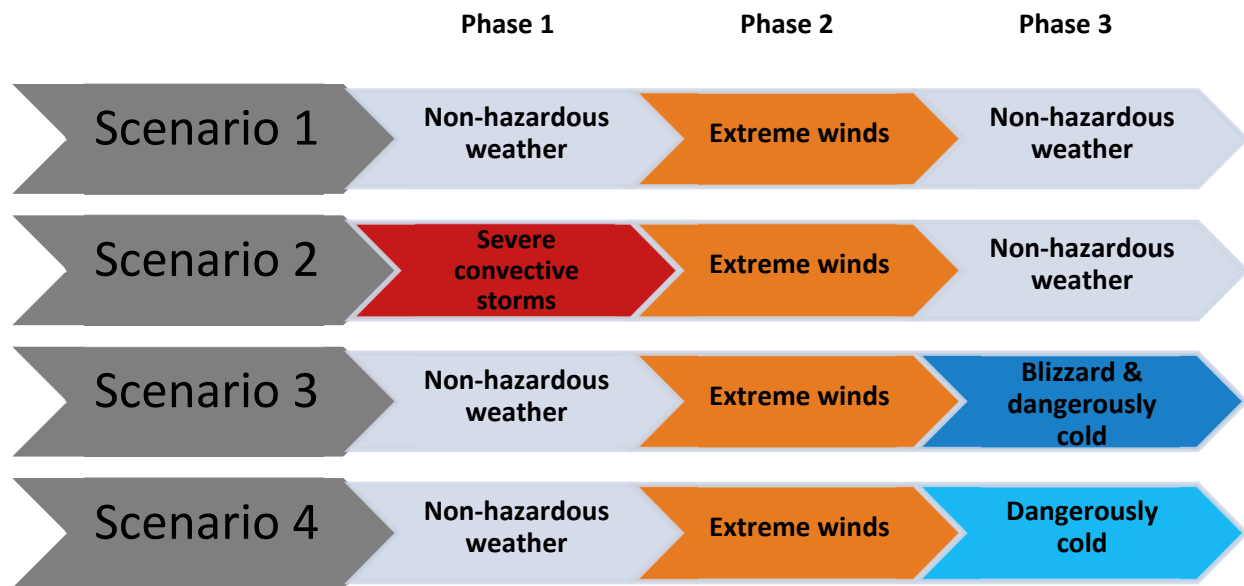 Phase 1 Phase 2 Phase 3
Scenario 1
Non-hazardous
weather
Extreme winds
Non-hazardous
weather
Scenario 2
Severe
convective
storms
Extreme winds
Non-hazardous
weather
Scenario 3
Non-hazardous
weather
Extreme winds
Blizzard &
dangerously
cold
Scenario 4
Non-hazardous
weather
Extreme winds
Dangerously
cold